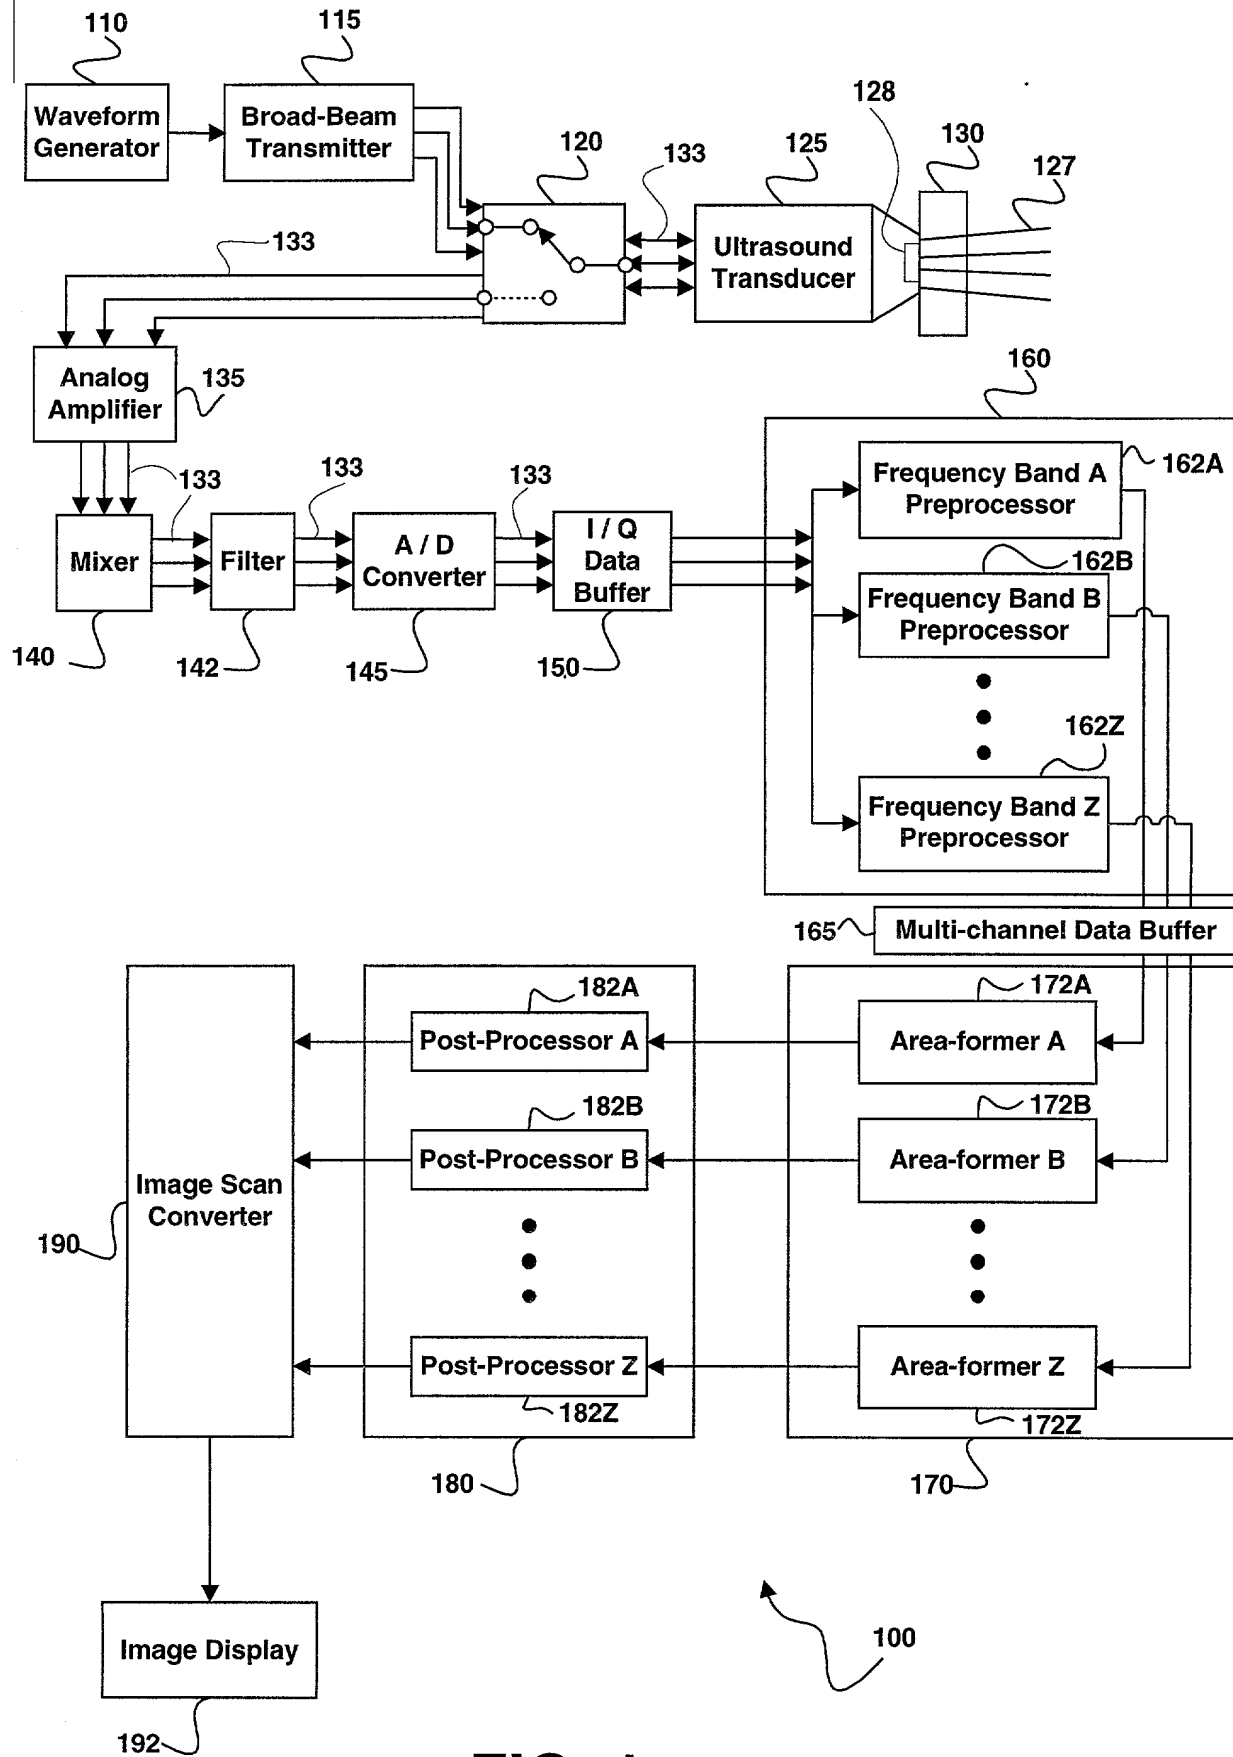 110
115
Waveform
Generator
Broad-Beam
Transmitter
120
133
125
128
130
127
Ultrasound
Transducer
133
Analog
Amplifier
135
160
133
133
133
Mixer
Filter
A / D
Converter
I / Q
Data
Buffer
140
142
145
150
Frequency Band A
Preprocessor
162A
162B
Frequency Band B
Preprocessor
162Z
Frequency Band Z
Preprocessor
165
Multi-channel Data Buffer
182A
172A
Post-Processor A
Area-former A
182B
172B
Post-Processor B
Area-former B
Image Scan
Converter
190
Post-Processor Z
Area-former Z
182Z
172Z
180
170
Image Display
100
192